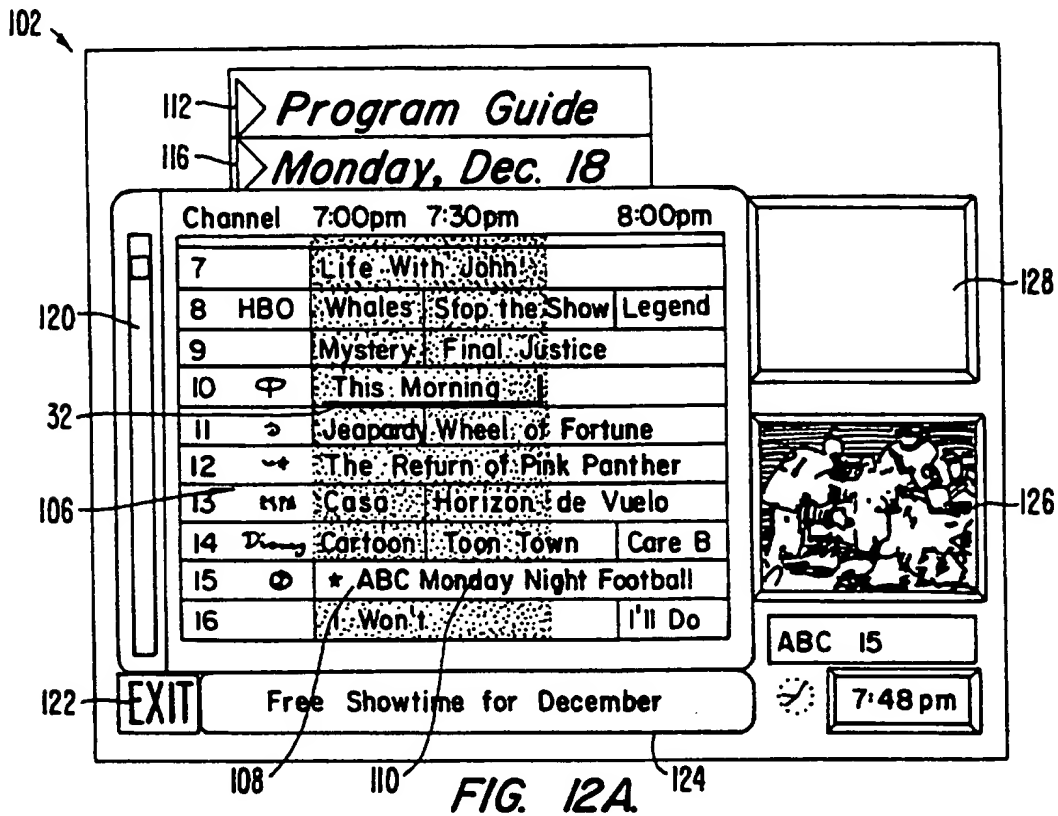 102
112
Program Guide
116
Monday, Dec. 18
Channel 7:00pm 7:30pm 8:00pm
7 Life With John
128
120
8 HBO Whales Stop the Show Legend
9 Mystery Final Justice
10 This Morning
32
11 Jeapardy Wheel of Fortune
12 The Return of Pink Panther
106
13 Casa Horizon de Vuelo
126
14 Disney Cartoon Toon Town Care B
15 * ABC Monday Night Football
16 I Won't I'll Do
ABC 15
122
EXIT
Free Showtime for December
7:48 pm
108
110
124
FIG. 12A.